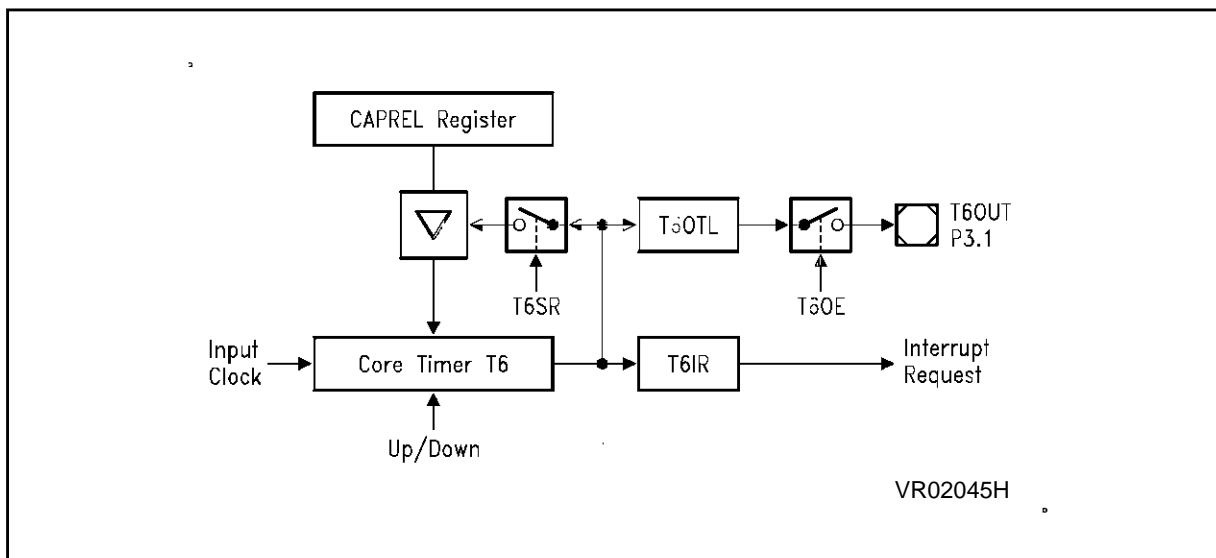 CAPREL Register
T6OTL
T6OUT
P3.1
T6SR
T6OE
Input
Clock
Core Timer T6
T6IR
Interrupt
Request
Up/Down
VR02045H